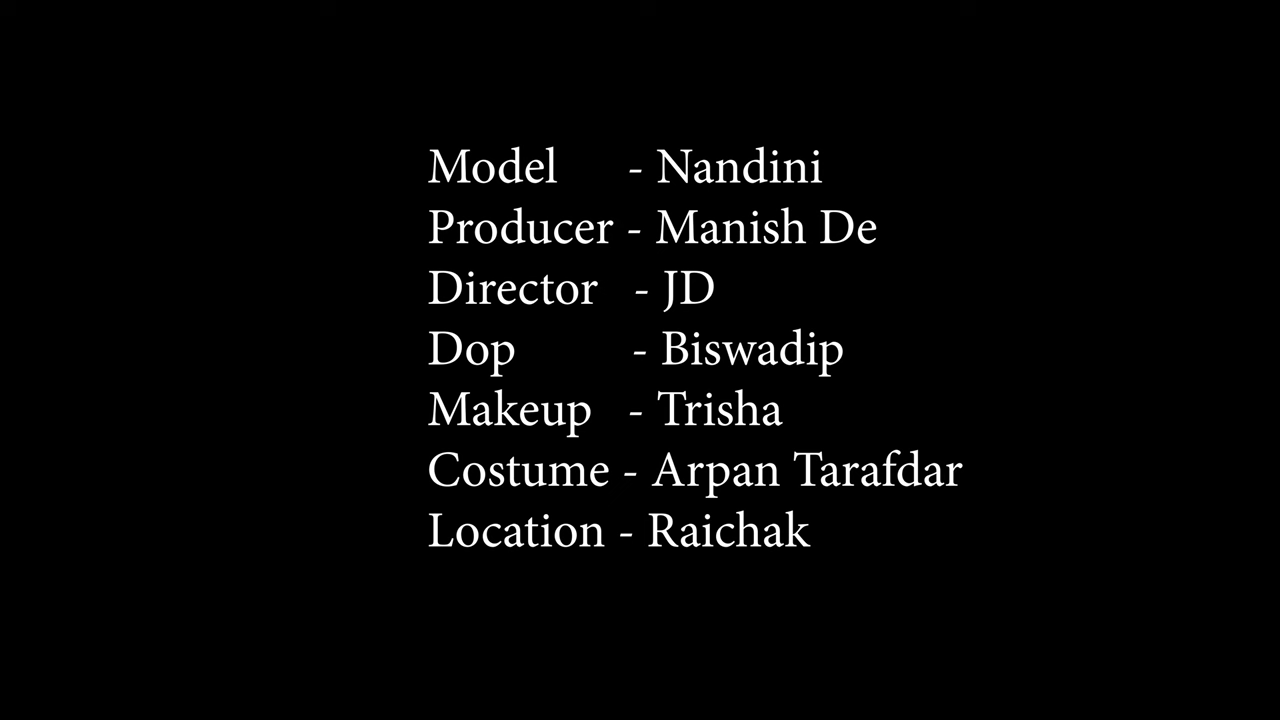 Model - Nandini
Producer - Manish De
Director - JD
Dop - Biswadip
Makeup - Trisha
Costume - Arpan Tarafdar
Location - Raichak